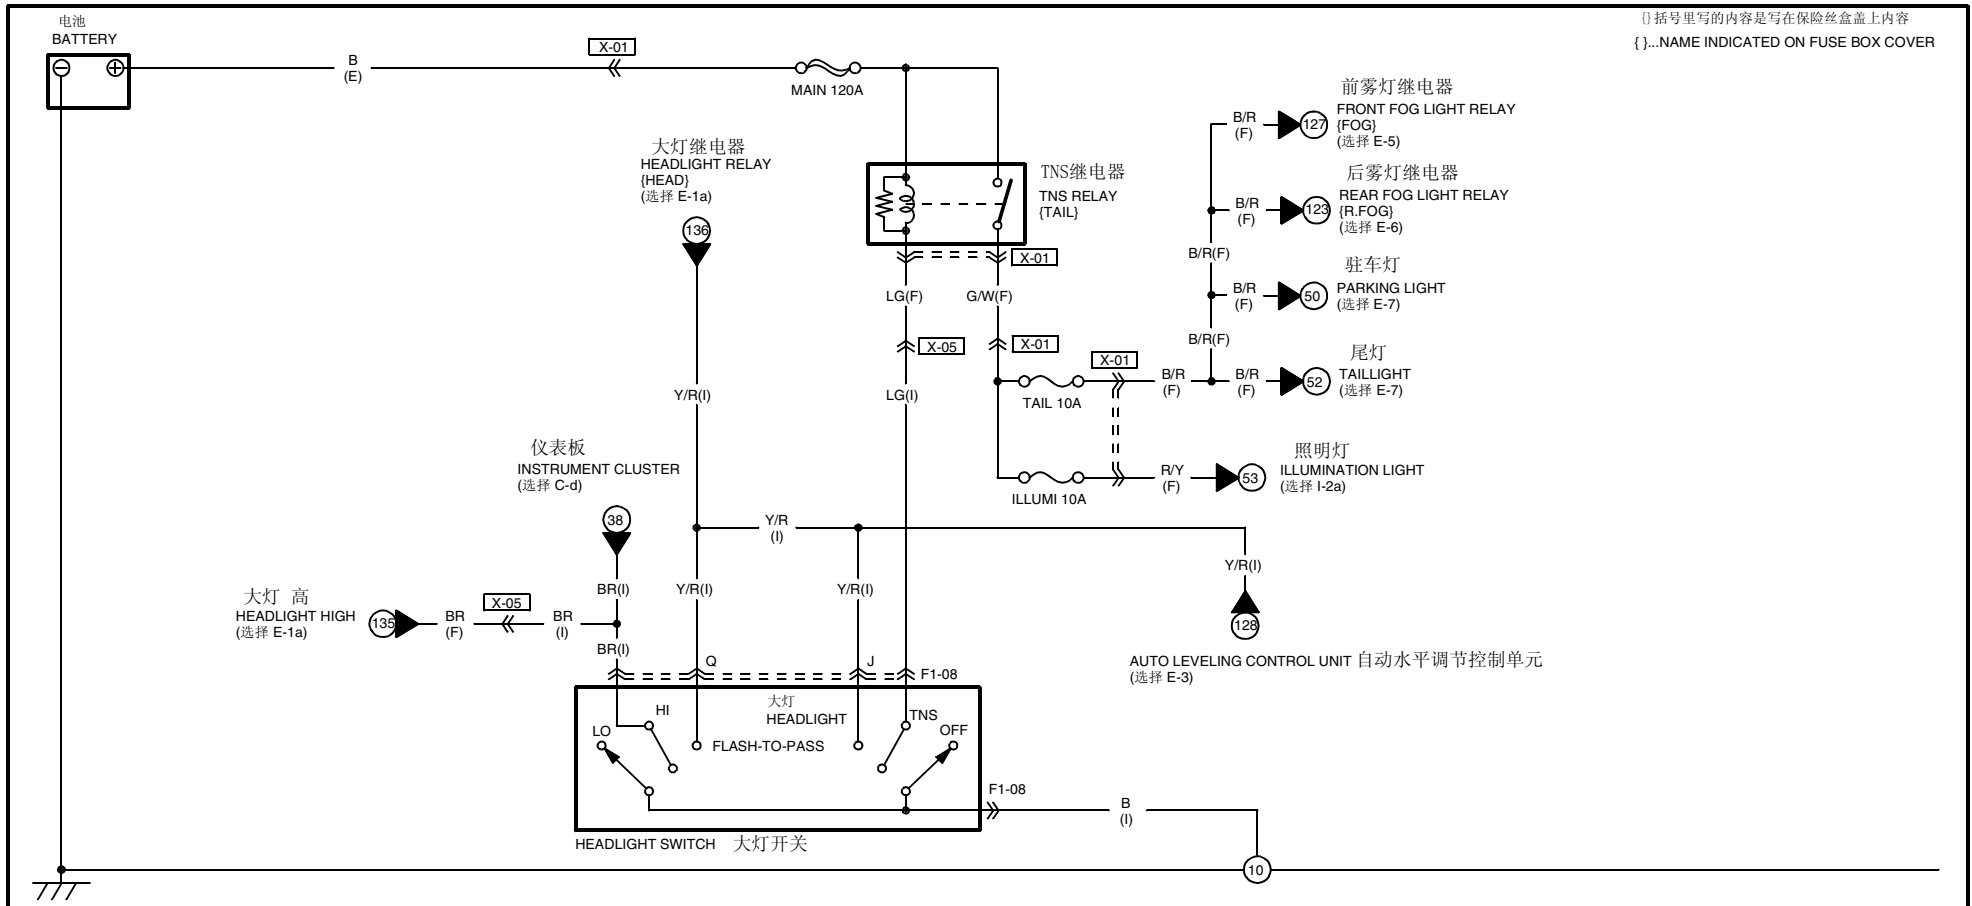 电池
BATTERY
{}括号里写的内容是写在保险丝盒盖上内容
{ }...NAME INDICATED ON FUSE BOX COVER
B
(E)
X-01
MAIN 120A
前雾灯继电器
FRONT FOG LIGHT RELAY
{FOG}
(选择 E-5)
B/R
(F)
127
大灯继电器
HEADLIGHT RELAY
{HEAD}
(选择 E-1a)
136
TNS继电器
TNS RELAY
{TAIL}
后雾灯继电器
REAR FOG LIGHT RELAY
{R.FOG}
(选择 E-6)
B/R
(F)
123
B/R(F)
X-01
驻车灯
PARKING LIGHT
(选择 E-7)
B/R
(F)
50
LG(F)
G/W(F)
B/R(F)
X-05
X-01
X-01
尾灯
TAILLIGHT
(选择 E-7)
B/R
(F)
B/R
(F)
52
Y/R(I)
LG(I)
TAIL 10A
仪表板
INSTRUMENT CLUSTER
(选择 C-d)
照明灯
ILLUMINATION LIGHT
(选择 I-2a)
R/Y
(F)
53
ILLUMI 10A
38
Y/R
(I)
Y/R(I)
BR(I)
Y/R(I)
Y/R(I)
大灯 高
HEADLIGHT HIGH
(选择 E-1a)
135
BR
(F)
X-05
BR
(I)
128
BR(I)
Q
J
F1-08
AUTO LEVELING CONTROL UNIT 自动水平调节控制单元
(选择 E-3)
大灯
HEADLIGHT
HI
LO
FLASH-TO-PASS
TNS
OFF
F1-08
B
(I)
HEADLIGHT SWITCH 大灯开关
10